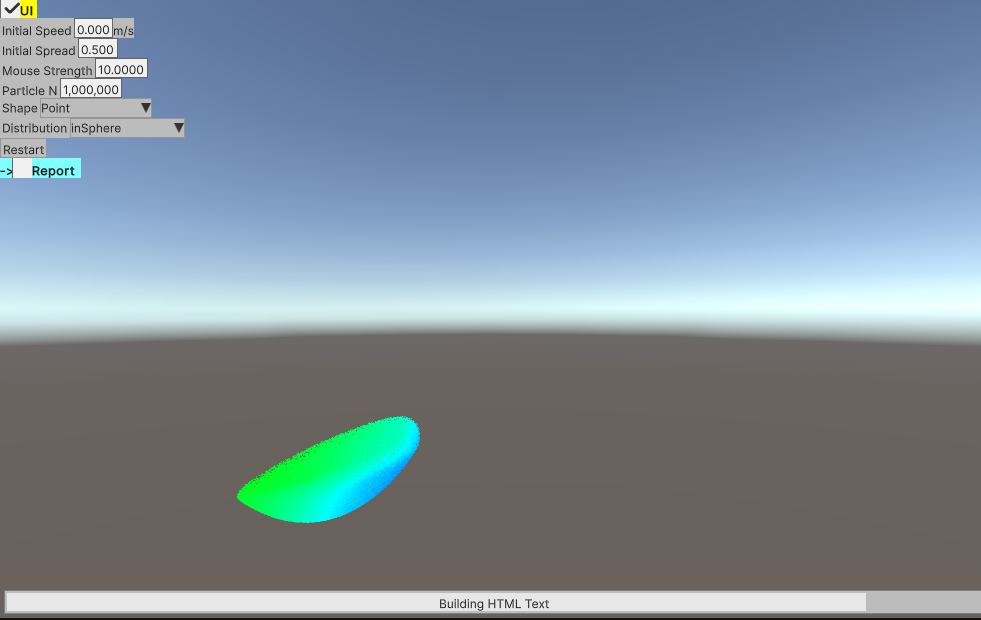 UI
Initial Speed 0.000 m/s
Initial Spread 0.500
Mouse Strength 10.0000
Particle N 1,000,000
Shape Point
Distribution inSphere
Restart
-> Report
Building HTML Text